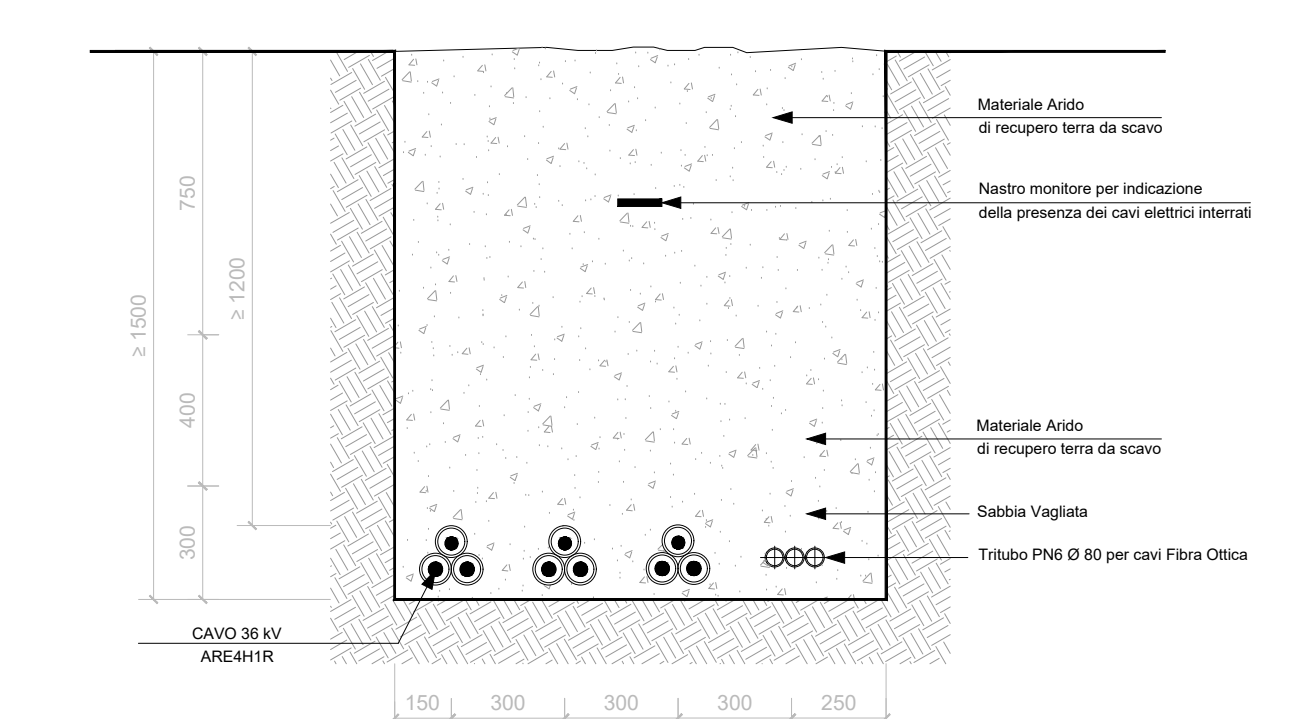 Materiale Arido
di recupero terra da scavo
Nastro monitore per indicazione
della presenza dei cavi elettrici interrati
750
≥ 1200
≥ 1500
400
300
Materiale Arido
di recupero terra da scavo
Sabbia Vagliata
Tritubo PN6 Ø 80 per cavi Fibra Ottica
CAVO 36 kV
ARE4H1R
150 300 300 300 250